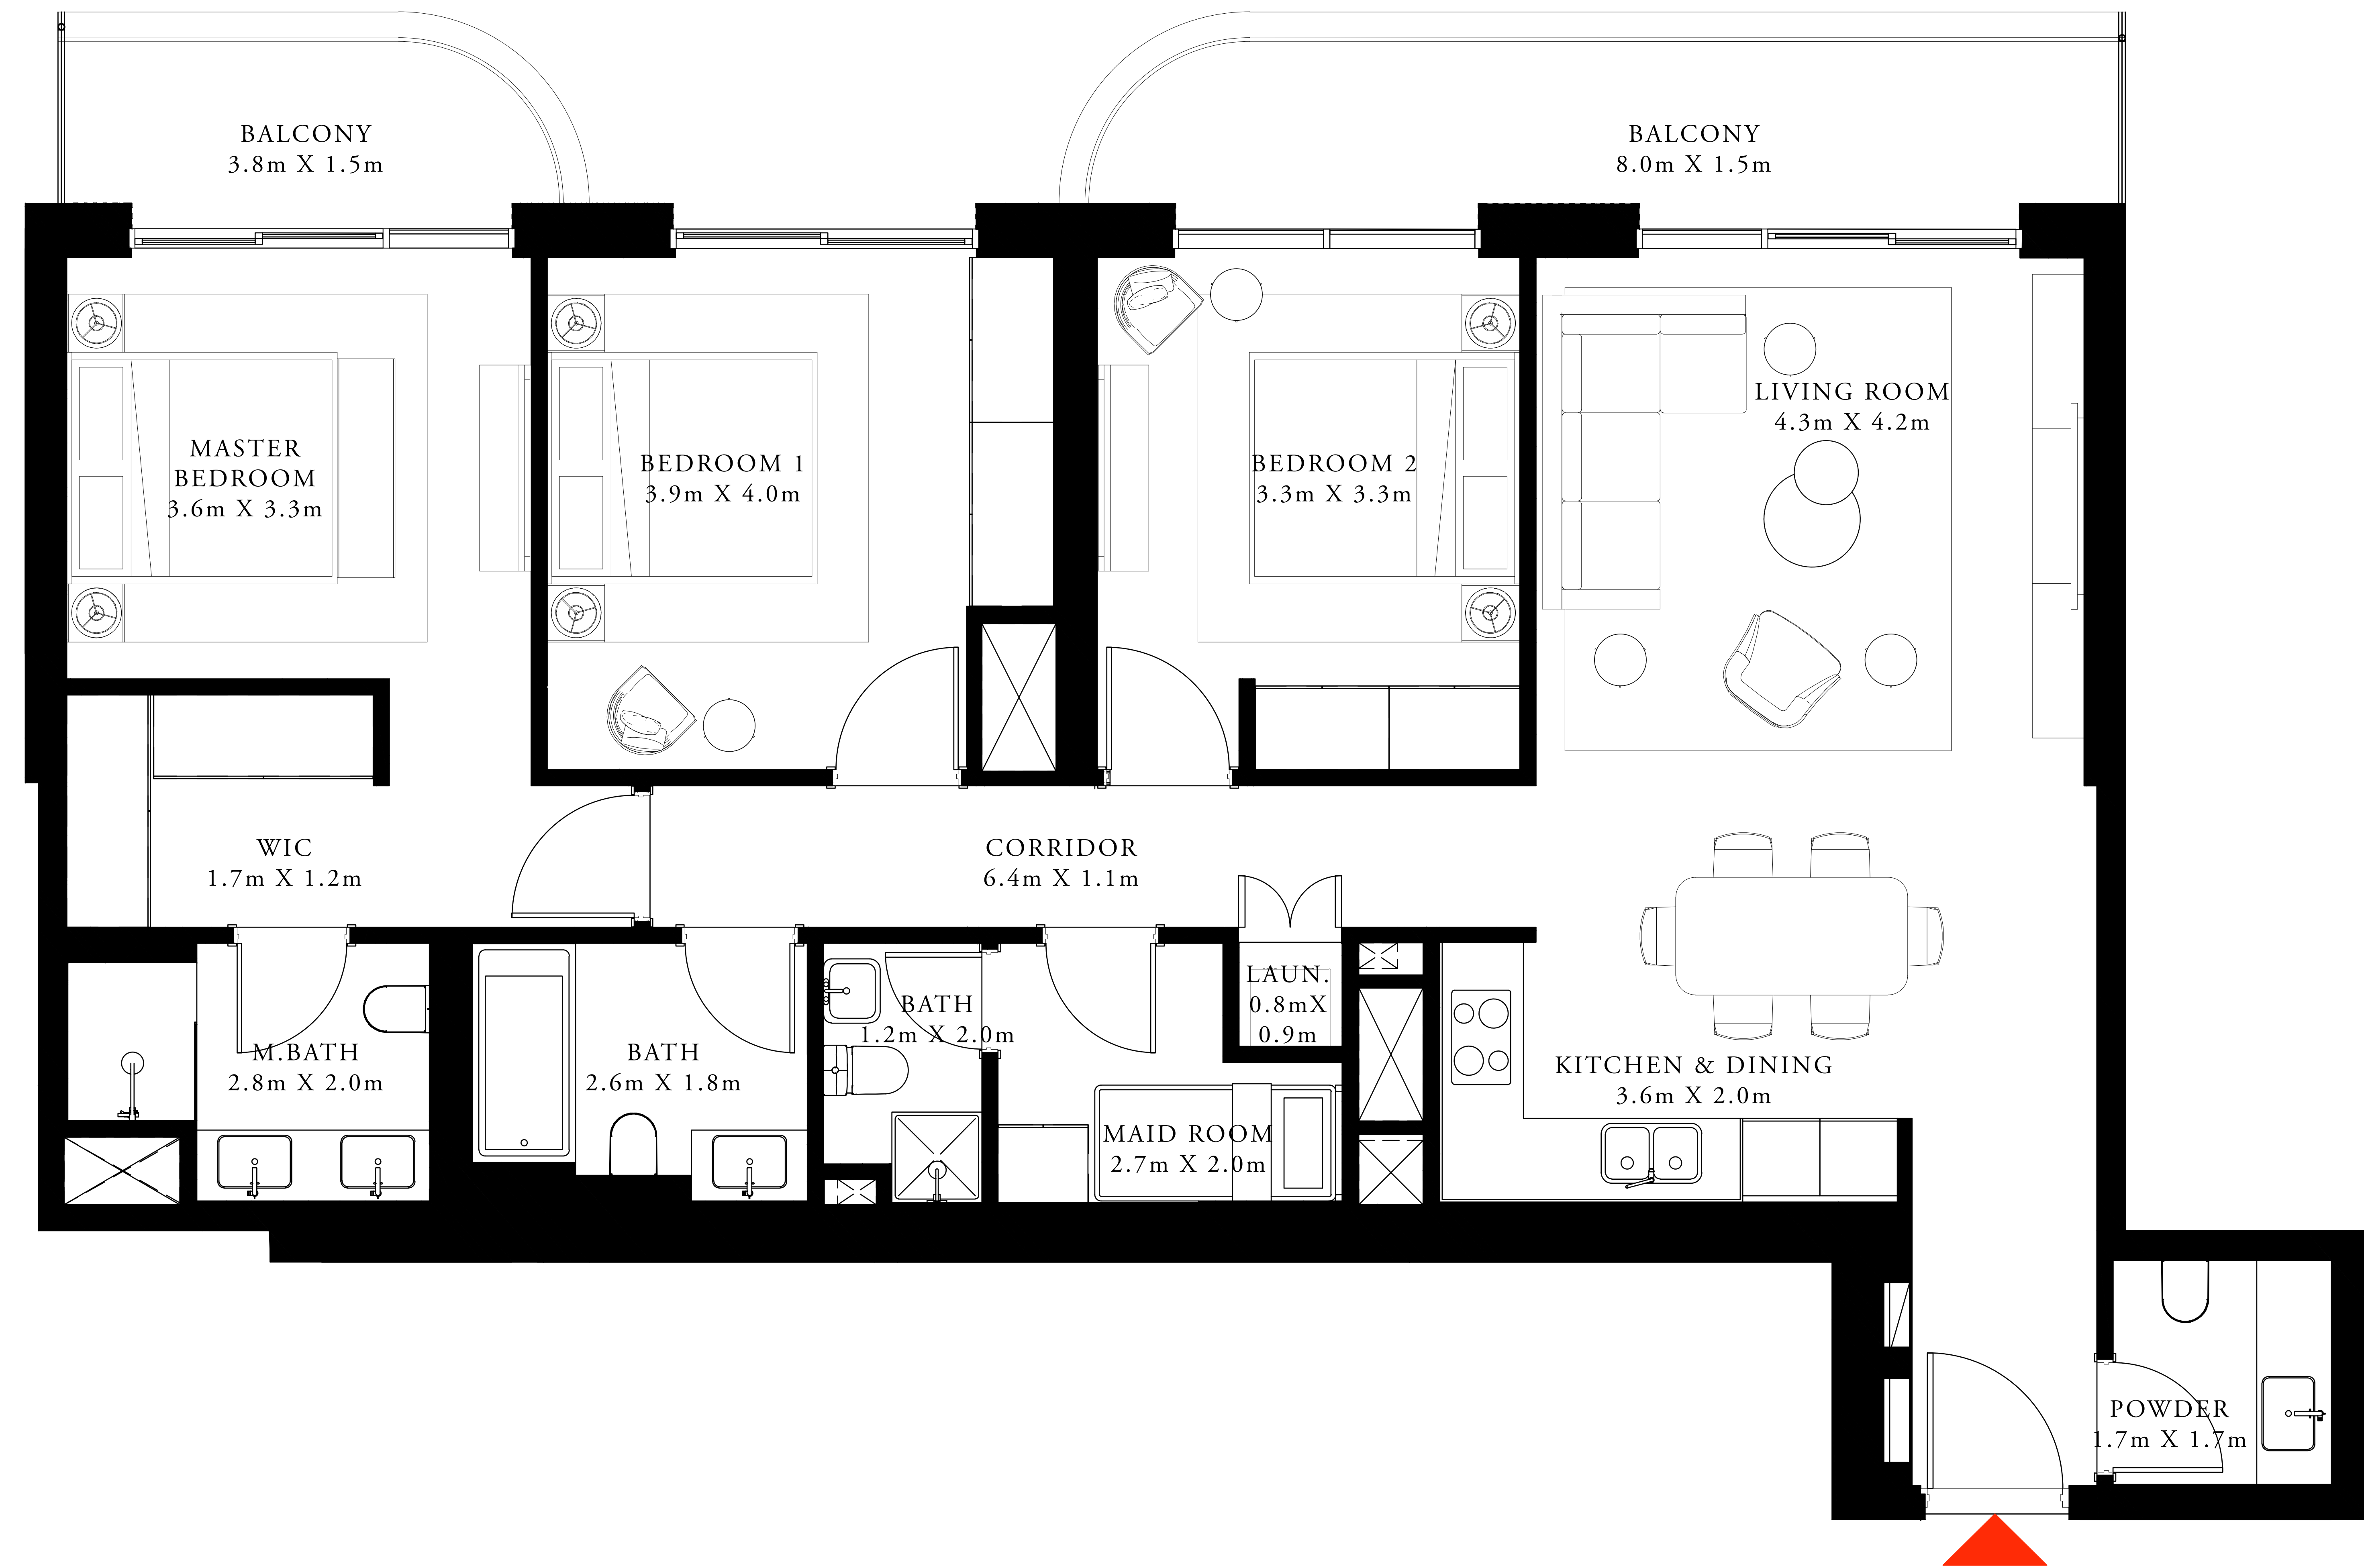 BALCONY
3.8m X 1.5m
BALCONY
8.0m X 1.5m
MASTER
BEDROOM
3.6m X 3.3m
BEDROOM 1
3.9m X 4.0m
BEDROOM 2
3.3m X 3.3m
LIVING ROOM
4.3m X 4.2m
WIC
1.7m X 1.2m
CORRIDOR
6.4m X 1.1m
M.BATH
2.8m X 2.0m
BATH
2.6m X 1.8m
BATH
1.2m X 2.0m
LAUN.
0.8mX
0.9m
MAID ROOM
2.7m X 2.0m
KITCHEN & DINING
3.6m X 2.0m
POWDER
1.7m X 1.7m